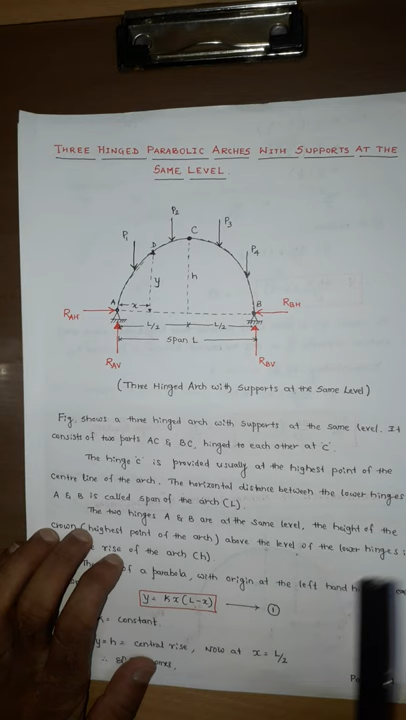 THREE HINGED PARABOLIC ARCHES WITH SUPPORTS AT THE
SAME LEVEL.
P1
P2
P3
P4
C
D
y
h
A
x
B
RAH
RBH
L/2
L/2
Span L
RAV
RBV
(Three Hinged Arch with Supports at the Same Level)
Fig. shows a three hinged arch with supports at the same level. It
consists of two parts AC & BC, hinged to each other at 'c'.
The hinge 'c' is provided usually at the highest point of the
centre line of the arch. The horizontal distance between the lower hinges
A & B is called span of the arch (L).
The two hinges A & B are at the same level, the height of the
crown (highest point of the arch) above the level of the lower hinges
rise of the arch (h)
of a parabola, with origin at the left hand
y = Kx(L-x) → ①
= constant.
y=h = central rise, Now at x = L/2
∴